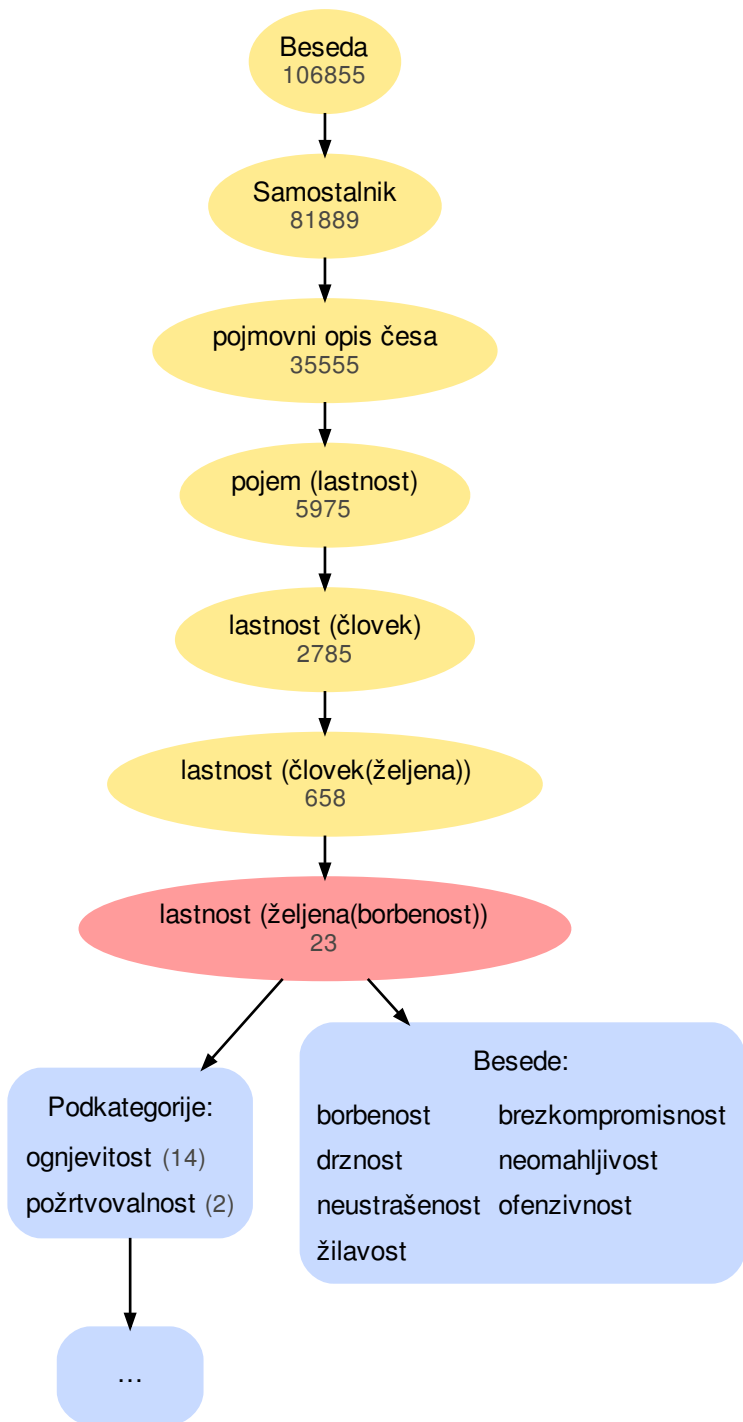 Beseda
106855
Samostalnik
81889
pojmovni opis česa
35555
pojem (lastnost)
5975
lastnost (človek)
2785
lastnost (človek(željena))
658
lastnost (željena(borbenost))
23
Podkategorije:
ognjevitost (14)
požrtvovalnost (2)
...
Besede:
borbenost brezkompromisnost
drznost neomahljivost
neustrašenost ofenzivnost
žilavost